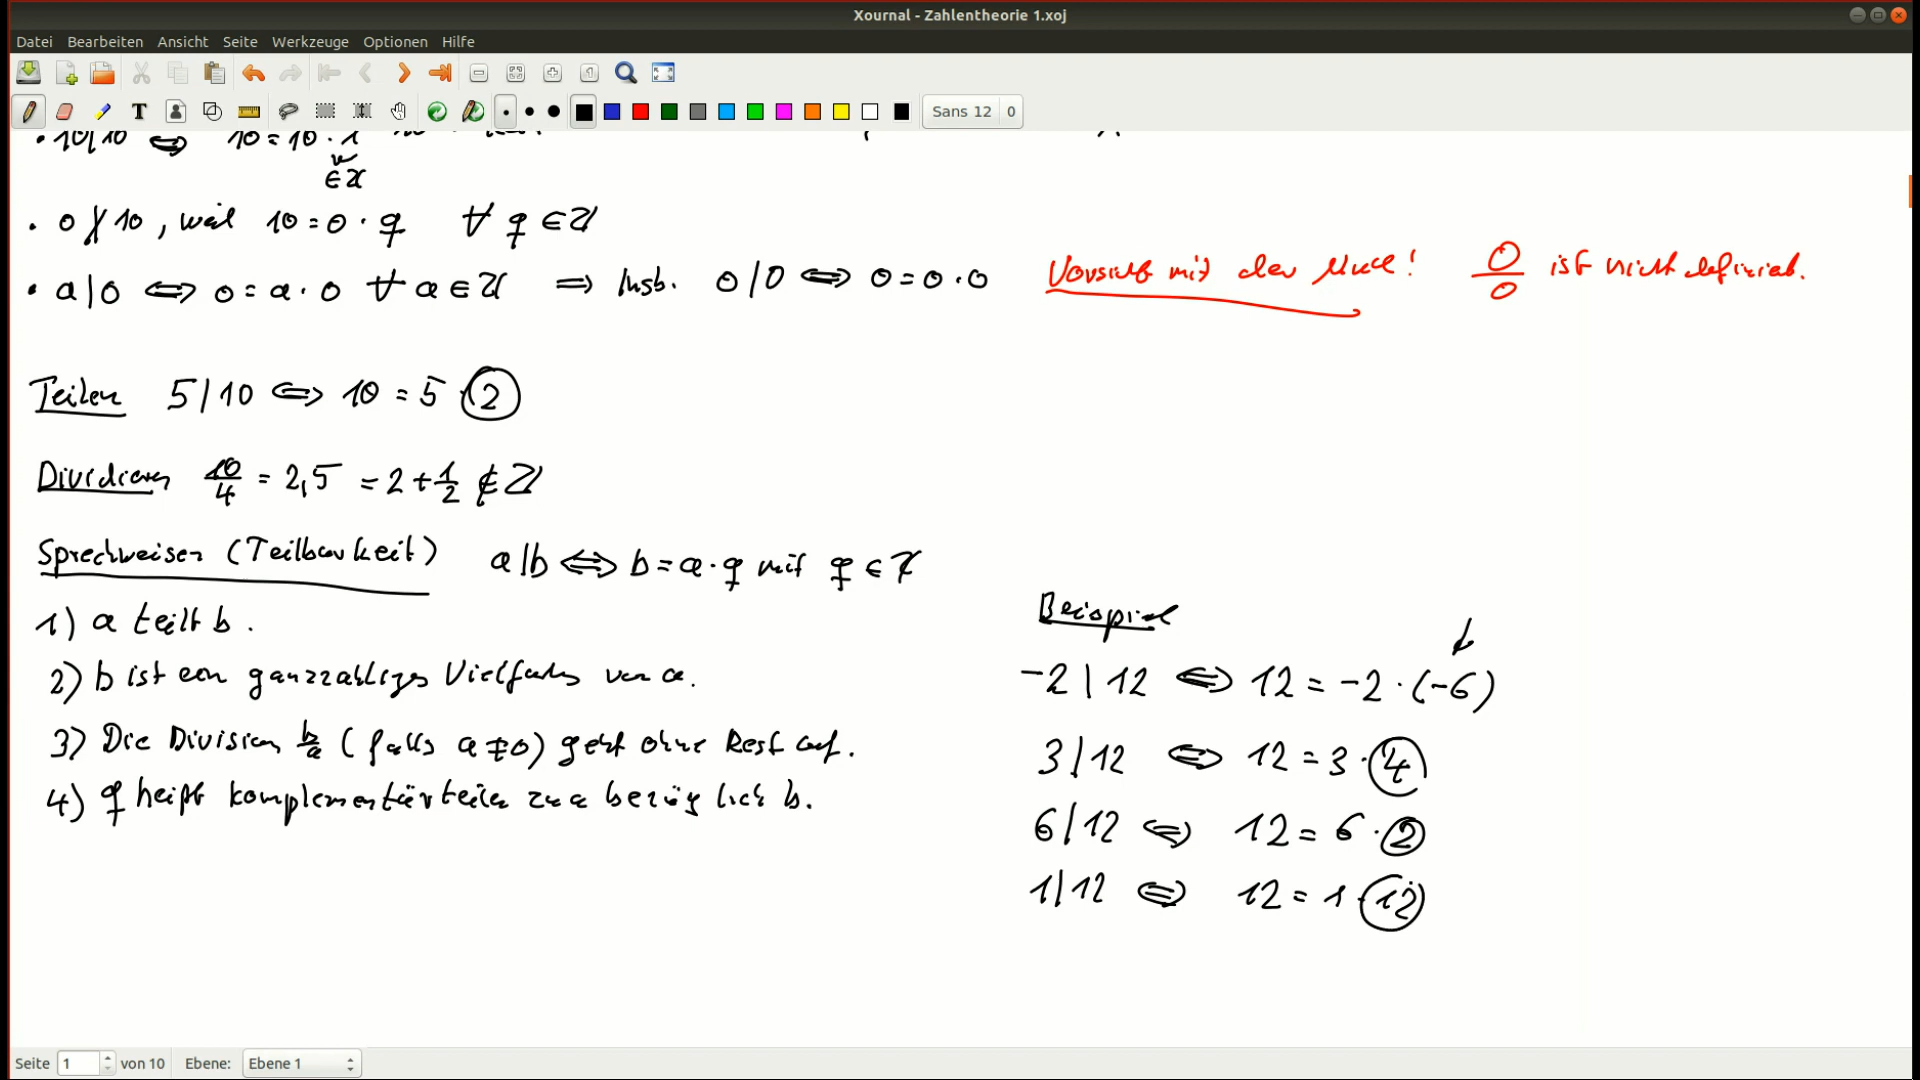 Xournal - Zahlentheorie 1.xoj
Datei Bearbeiten Ansicht Seite Werkzeuge Optionen Hilfe
Sans 12 0
• 10|10 ⇔ 10 = 10 · 1
∈ ℤ
• 0 ∤ 10, weil 10 = 0 · q ∀ q ∈ ℤ
• a|0 ⇔ 0 = a · 0 ∀ a ∈ ℤ ⇒ Insb. 0|0 ⇔ 0 = 0 · 0 Vorsicht mit der Null! 0/0 ist nicht definiert.
Teilen 5|10 ⇔ 10 = 5 · 2
Dividieren 10/4 = 2,5 = 2 + 1/2 ∉ ℤ
Sprechweisen (Teilbarkeit) a|b ⇔ b = a · q mit q ∈ ℤ
1) a teilt b.
2) b ist ein ganzzahliges Vielfaches von a.
3) Die Division b/a (falls a ≠ 0) geht ohne Rest auf.
4) q heißt Komplementärteiler zu a bezüglich b.
Beispiel
-2 | 12 ⇔ 12 = -2 · (-6)
3 | 12 ⇔ 12 = 3 · 4
6 | 12 ⇔ 12 = 6 · 2
1 | 12 ⇔ 12 = 1 · 12
Seite 1 von 10 Ebene: Ebene 1